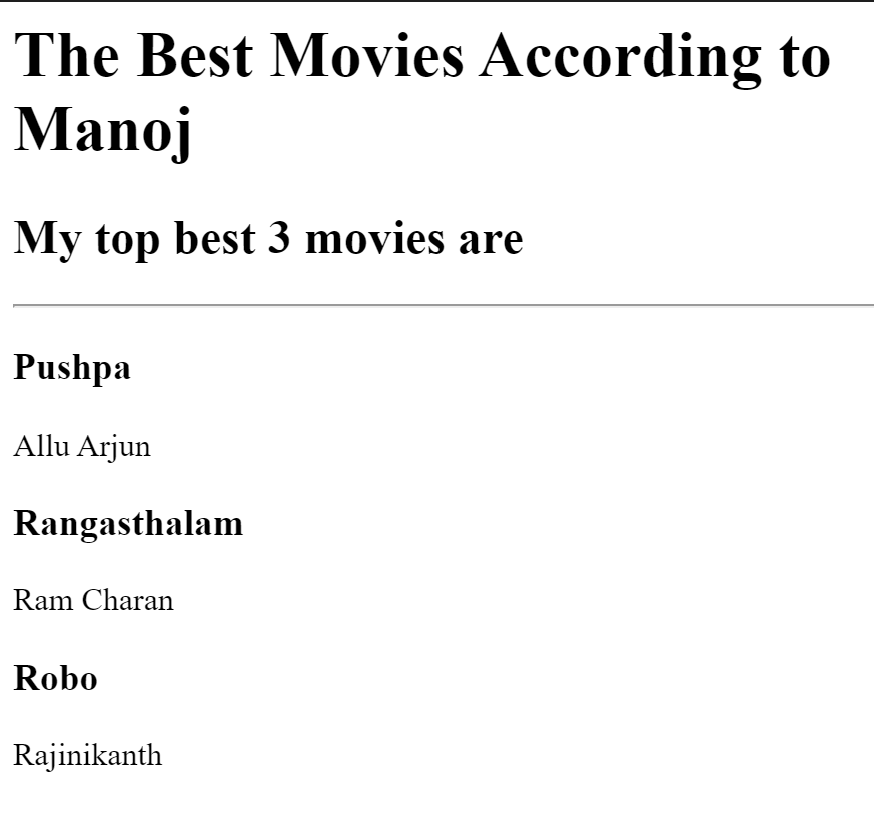 The Best Movies According to
Manoj
My top best 3 movies are
Pushpa
Allu Arjun
Rangasthalam
Ram Charan
Robo
Rajinikanth